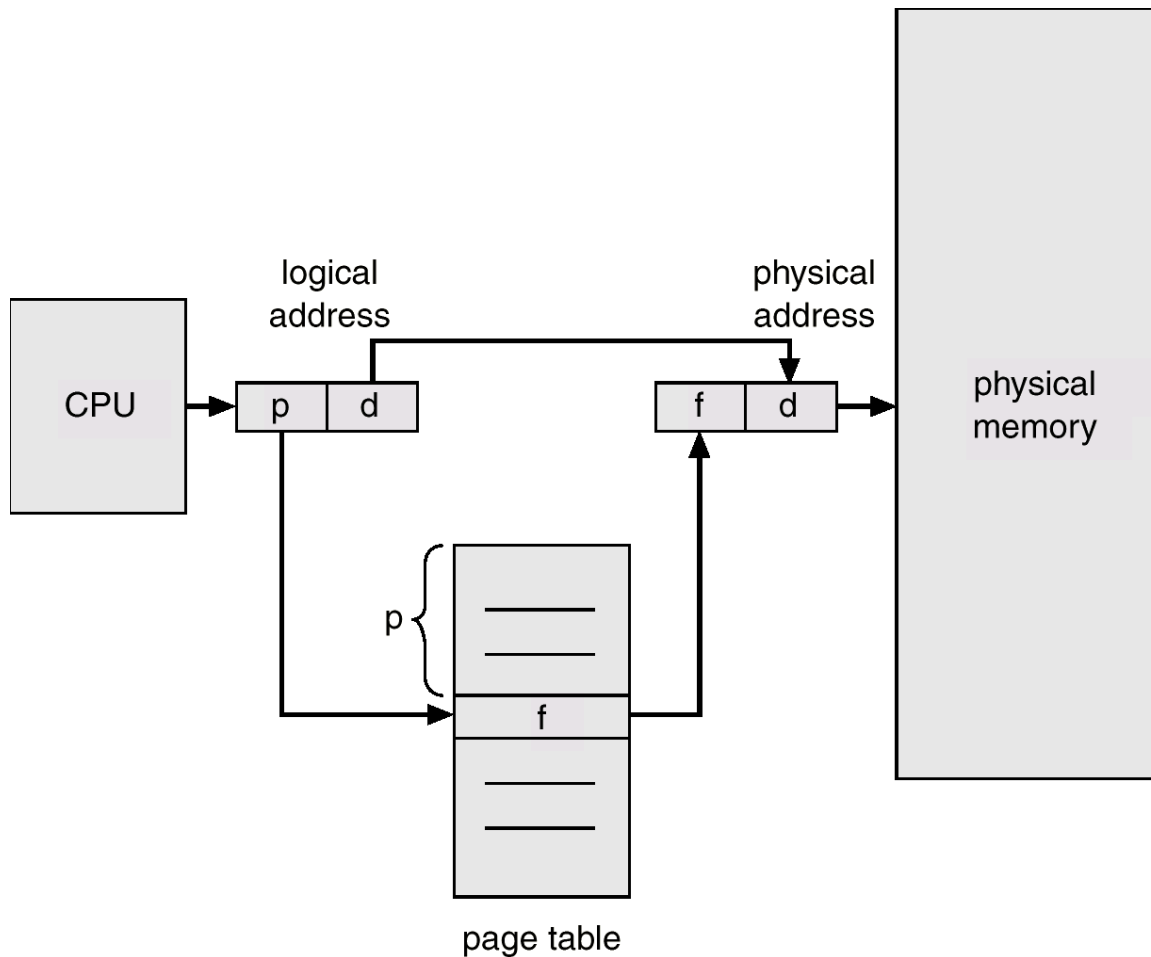 logical
address
physical
address
CPU
p
d
f
d
physical
memory
p
f
page table